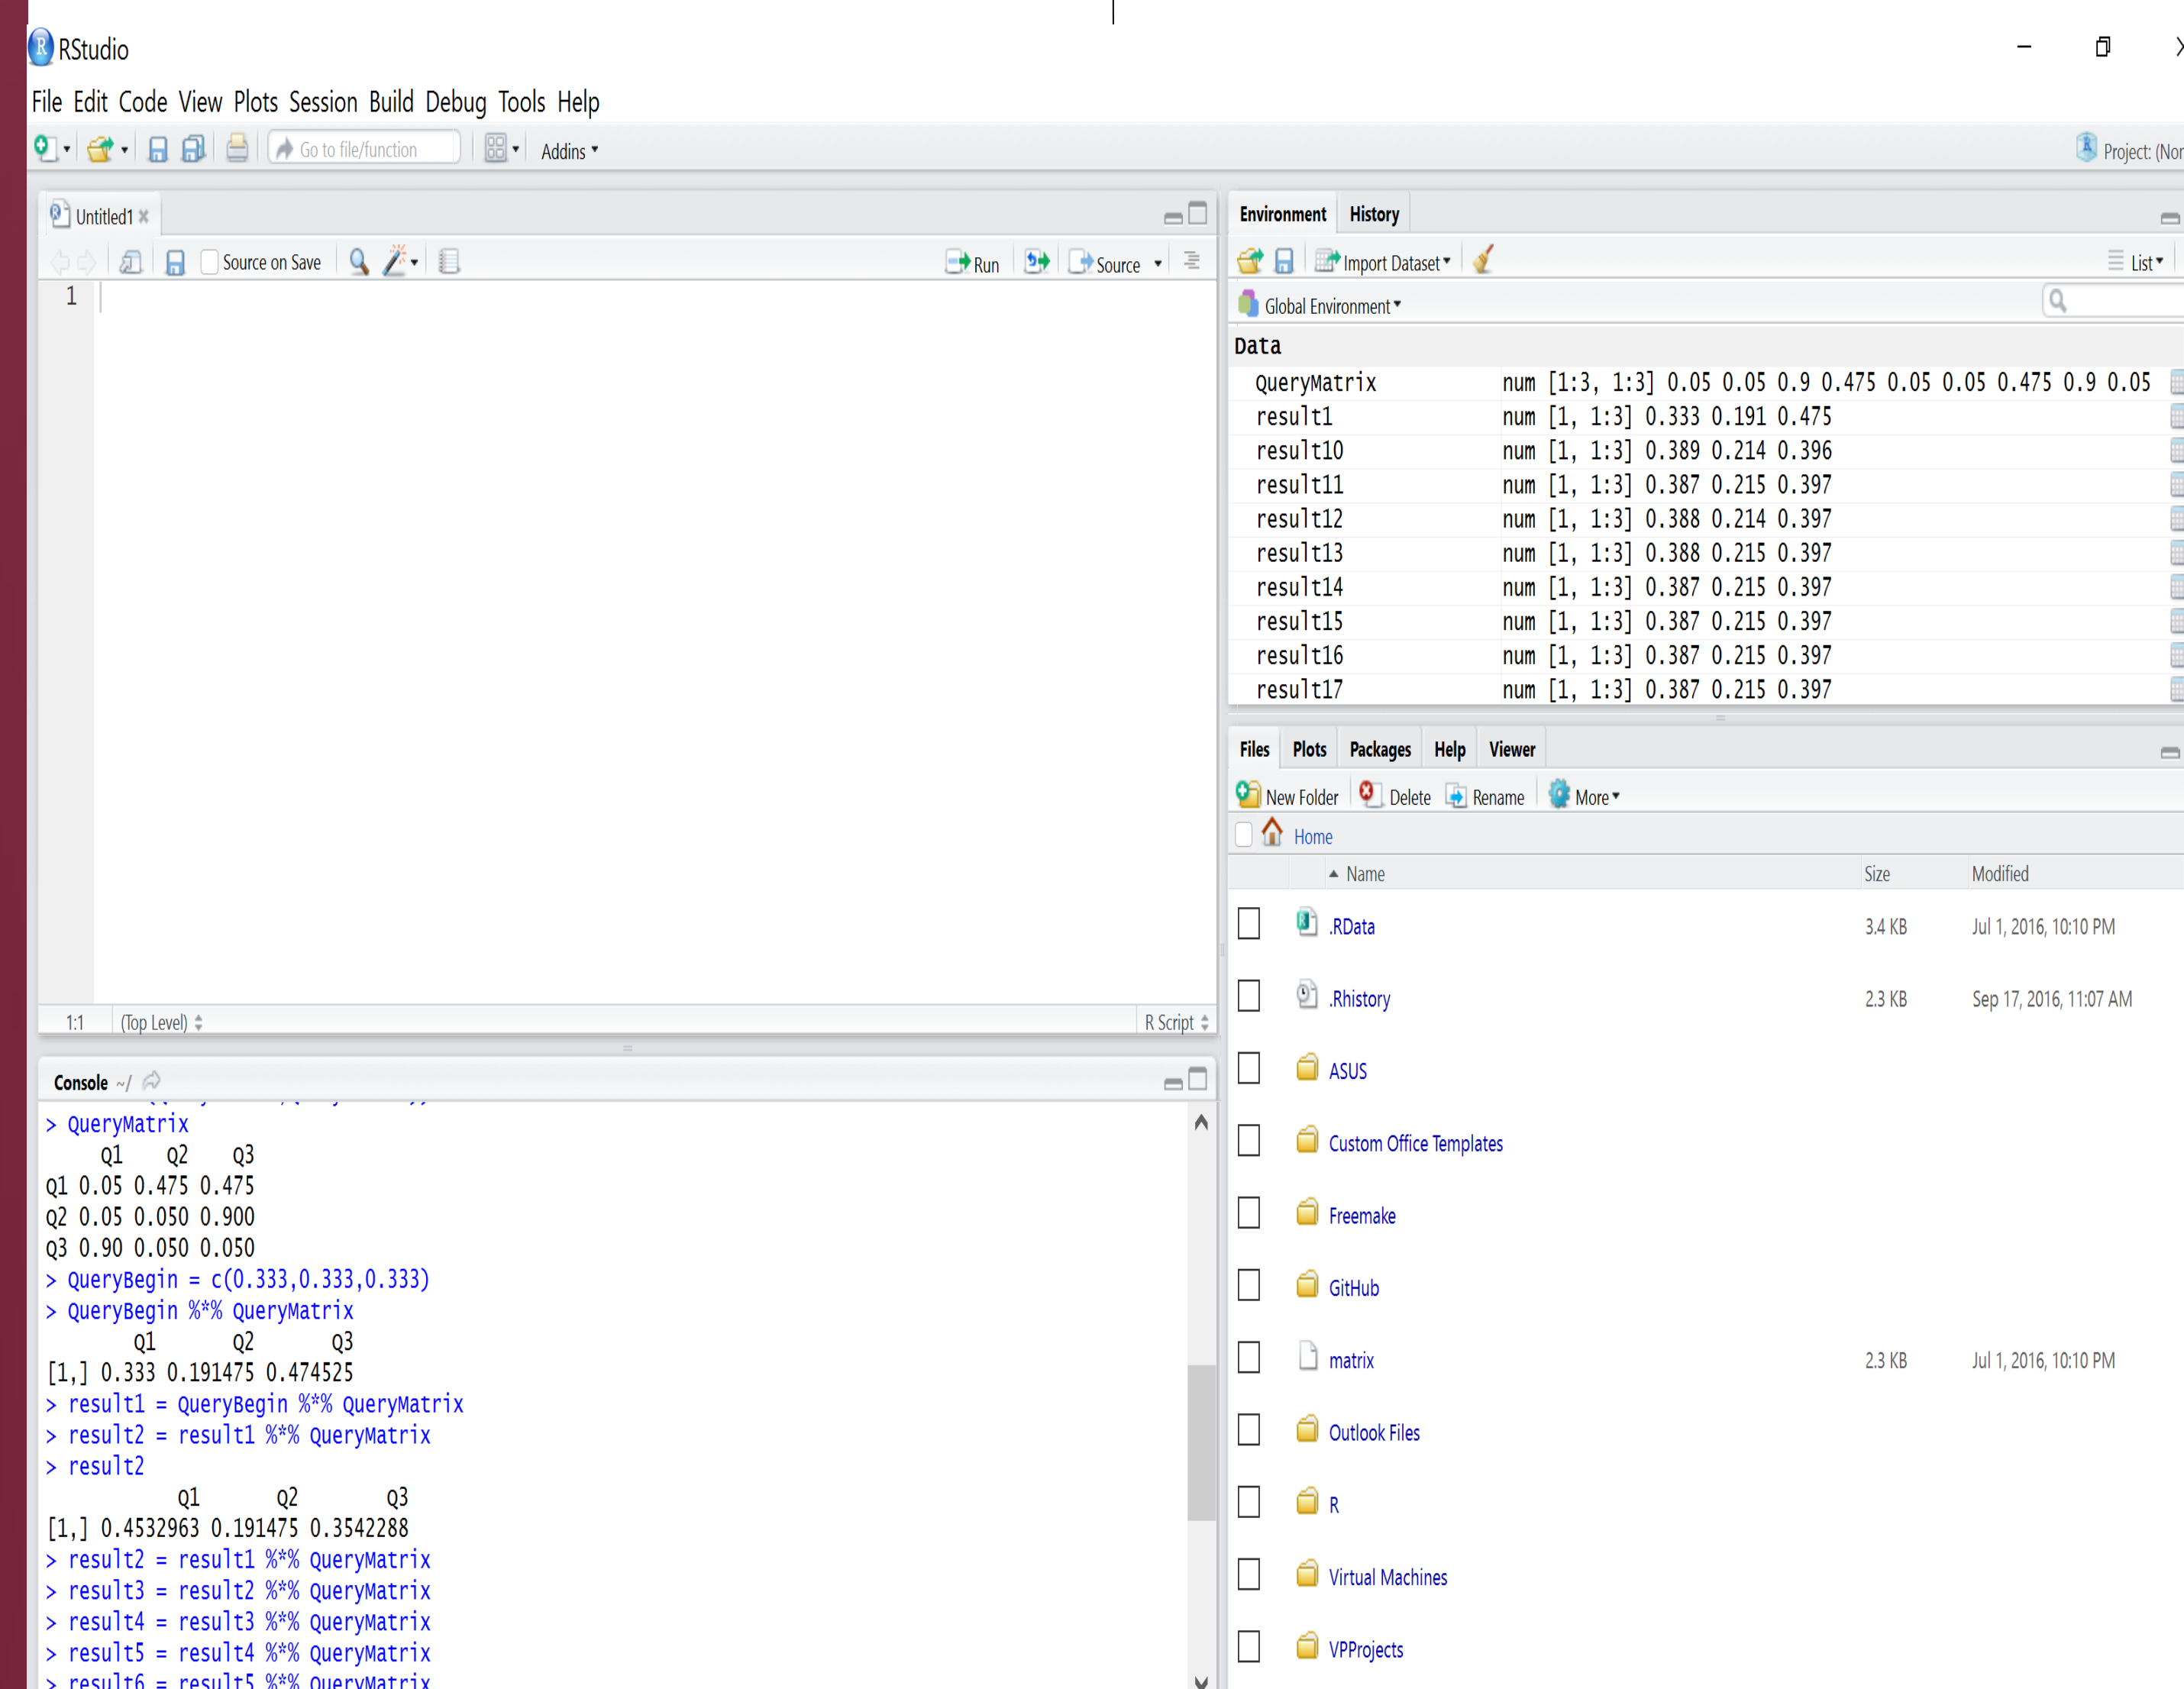 RStudio
File Edit Code View Plots Session Build Debug Tools Help
Go to file/function
Addins
Project:
Untitled1
Source on Save
Run
Source
1
1:1
(Top Level)
R Script
Console ~/
> QueryMatrix
     Q1    Q2    Q3
Q1 0.05 0.475 0.475
Q2 0.05 0.050 0.900
Q3 0.90 0.050 0.050
> QueryBegin = c(0.333,0.333,0.333)
> QueryBegin %*% QueryMatrix
        Q1       Q2       Q3
[1,] 0.333 0.191475 0.474525
> result1 = QueryBegin %*% QueryMatrix
> result2 = result1 %*% QueryMatrix
> result2
            Q1       Q2        Q3
[1,] 0.4532963 0.191475 0.3542288
> result2 = result1 %*% QueryMatrix
> result3 = result2 %*% QueryMatrix
> result4 = result3 %*% QueryMatrix
> result5 = result4 %*% QueryMatrix
> result6 = result5 %*% QueryMatrix
Environment History
Import Dataset
List
Global Environment
Data
QueryMatrix num [1:3, 1:3] 0.05 0.05 0.9 0.475 0.05 0.05 0.475 0.9 0.05
result1 num [1, 1:3] 0.333 0.191 0.475
result10 num [1, 1:3] 0.389 0.214 0.396
result11 num [1, 1:3] 0.387 0.215 0.397
result12 num [1, 1:3] 0.388 0.214 0.397
result13 num [1, 1:3] 0.388 0.215 0.397
result14 num [1, 1:3] 0.387 0.215 0.397
result15 num [1, 1:3] 0.387 0.215 0.397
result16 num [1, 1:3] 0.387 0.215 0.397
result17 num [1, 1:3] 0.387 0.215 0.397
Files Plots Packages Help Viewer
New Folder Delete Rename More
Home
Name Size Modified
.RData 3.4 KB Jul 1, 2016, 10:10 PM
.Rhistory 2.3 KB Sep 17, 2016, 11:07 AM
ASUS
Custom Office Templates
Freemake
GitHub
matrix 2.3 KB Jul 1, 2016, 10:10 PM
Outlook Files
R
Virtual Machines
VPProjects